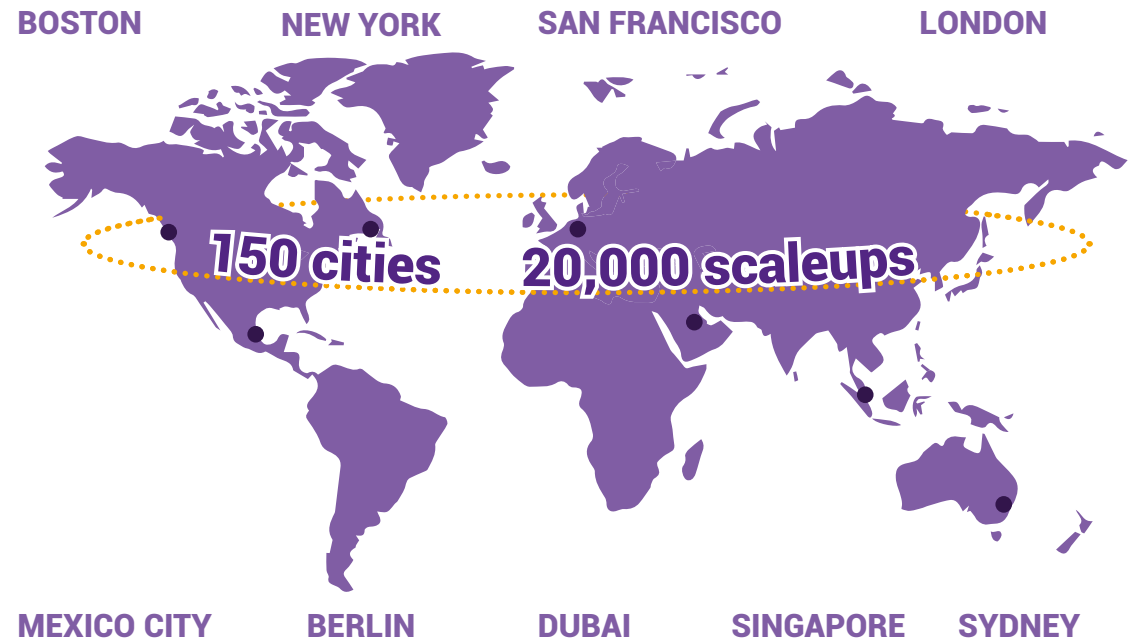 BOSTON
NEW YORK
SAN FRANCISCO
LONDON
150 cities
20,000 scaleups
MEXICO CITY
BERLIN
DUBAI
SINGAPORE
SYDNEY